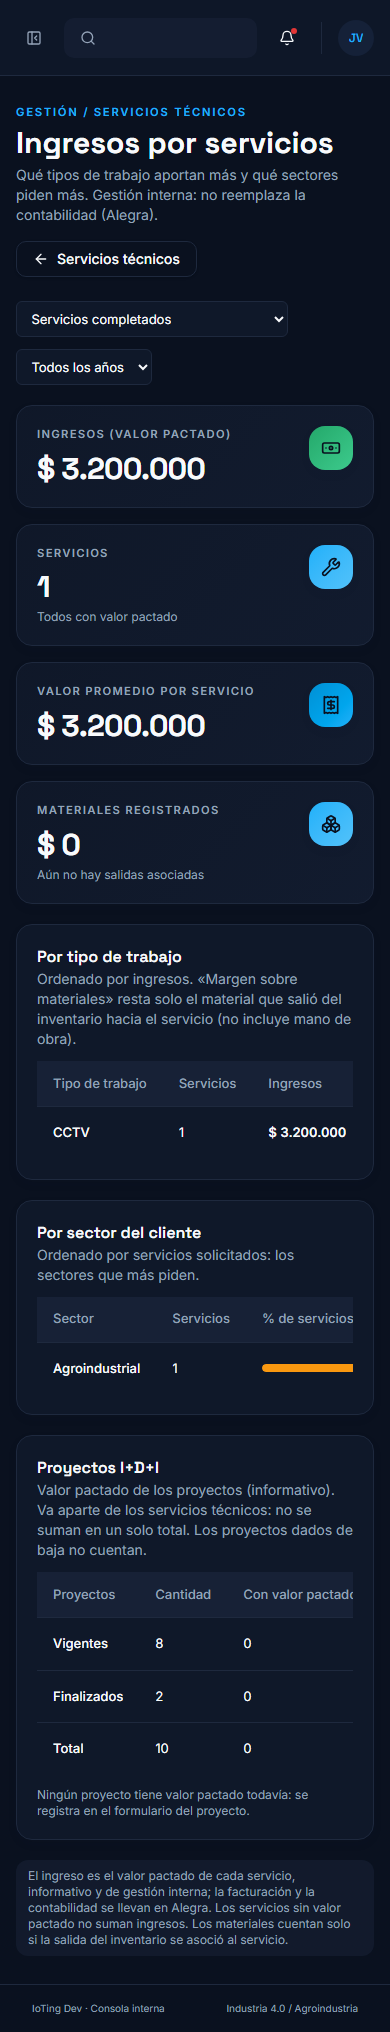 JV
GESTIÓN / SERVICIOS TÉCNICOS
Ingresos por servicios
Qué tipos de trabajo aportan más y qué sectores
piden más. Gestión interna: no reemplaza la
contabilidad (Alegra).
← Servicios técnicos
Servicios completados
Todos los años
INGRESOS (VALOR PACTADO)
$ 3.200.000
SERVICIOS
1
Todos con valor pactado
VALOR PROMEDIO POR SERVICIO
$ 3.200.000
MATERIALES REGISTRADOS
$ 0
Aún no hay salidas asociadas
Por tipo de trabajo
Ordenado por ingresos. «Margen sobre
materiales» resta solo el material que salió del
inventario hacia el servicio (no incluye mano de
obra).
Tipo de trabajo Servicios Ingresos
CCTV 1 $ 3.200.000
Por sector del cliente
Ordenado por servicios solicitados: los
sectores que más piden.
Sector Servicios % de servicios
Agroindustrial 1
Proyectos I+D+I
Valor pactado de los proyectos (informativo).
Va aparte de los servicios técnicos: no se
suman en un solo total. Los proyectos dados de
baja no cuentan.
Proyectos Cantidad Con valor pactado
Vigentes 8 0
Finalizados 2 0
Total 10 0
Ningún proyecto tiene valor pactado todavía: se
registra en el formulario del proyecto.
El ingreso es el valor pactado de cada servicio,
informativo y de gestión interna; la facturación y la
contabilidad se llevan en Alegra. Los servicios sin valor
pactado no suman ingresos. Los materiales cuentan solo
si la salida del inventario se asoció al servicio.
IoTing Dev · Consola interna Industria 4.0 / Agroindustria